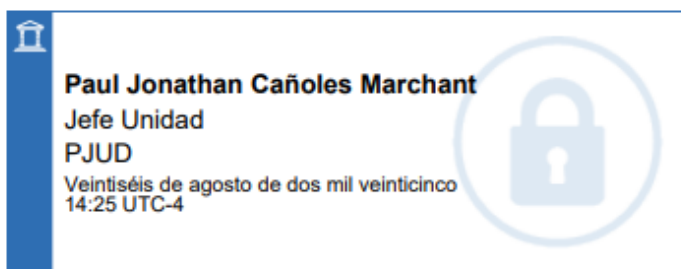 Paul Jonathan Cañoles Marchant
Jefe Unidad
PJUD
Veintiséis de agosto de dos mil veinticinco
14:25 UTC-4